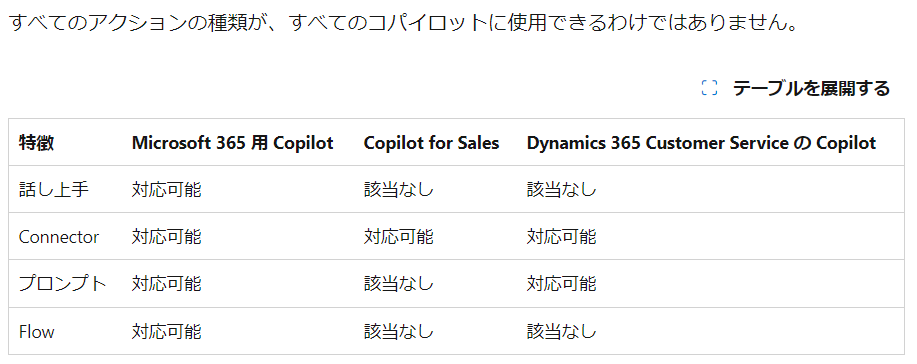 すべてのアクションの種類が、すべてのコパイロットに使用できるわけではありません。
テーブルを展開する
特徴 Microsoft 365 用 Copilot Copilot for Sales Dynamics 365 Customer Service の Copilot
話し上手 対応可能 該当なし 該当なし
Connector 対応可能 対応可能 対応可能
プロンプト 対応可能 該当なし 対応可能
Flow 対応可能 該当なし 該当なし